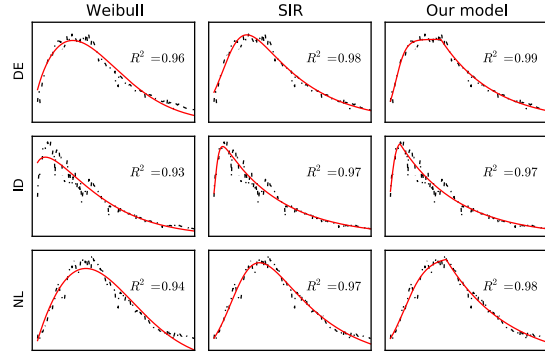 Weibull SIR Our model
DE R² =0.96 R² =0.98 R² =0.99
ID R² =0.93 R² =0.97 R² =0.97
NL R² =0.94 R² =0.97 R² =0.98